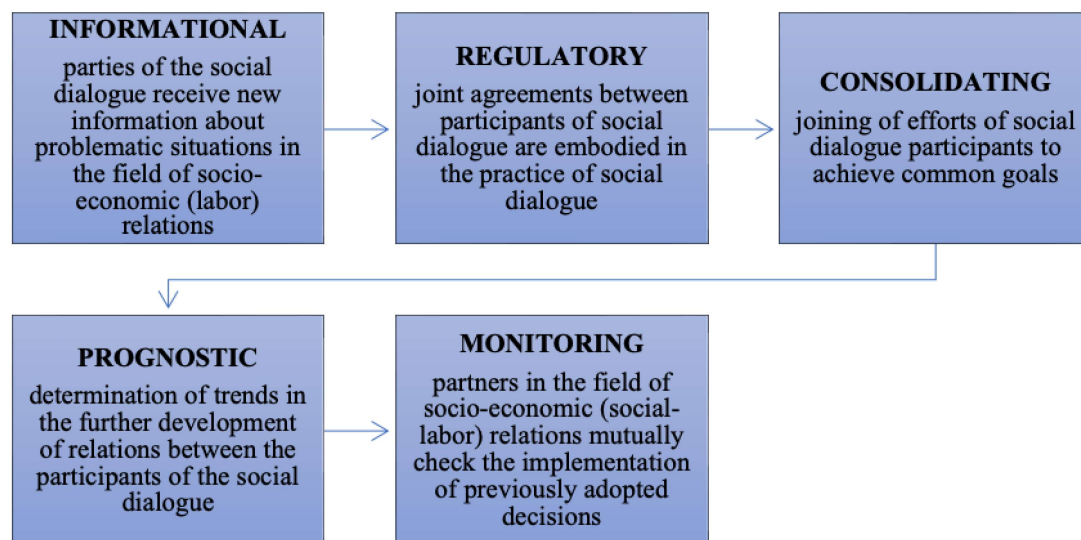 INFORMATIONAL
parties of the social
dialogue receive new
information about
problematic situations in
the field of socio-
economic (labor)
relations
REGULATORY
joint agreements between
participants of social
dialogue are embodied in
the practice of social
dialogue
CONSOLIDATING
joining of efforts of social
dialogue participants to
achieve common goals
PROGNOSTIC
determination of trends in
the further development
of relations between the
participants of the social
dialogue
MONITORING
partners in the field of
socio-economic (social-
labor) relations mutually
check the implementation
of previously adopted
decisions